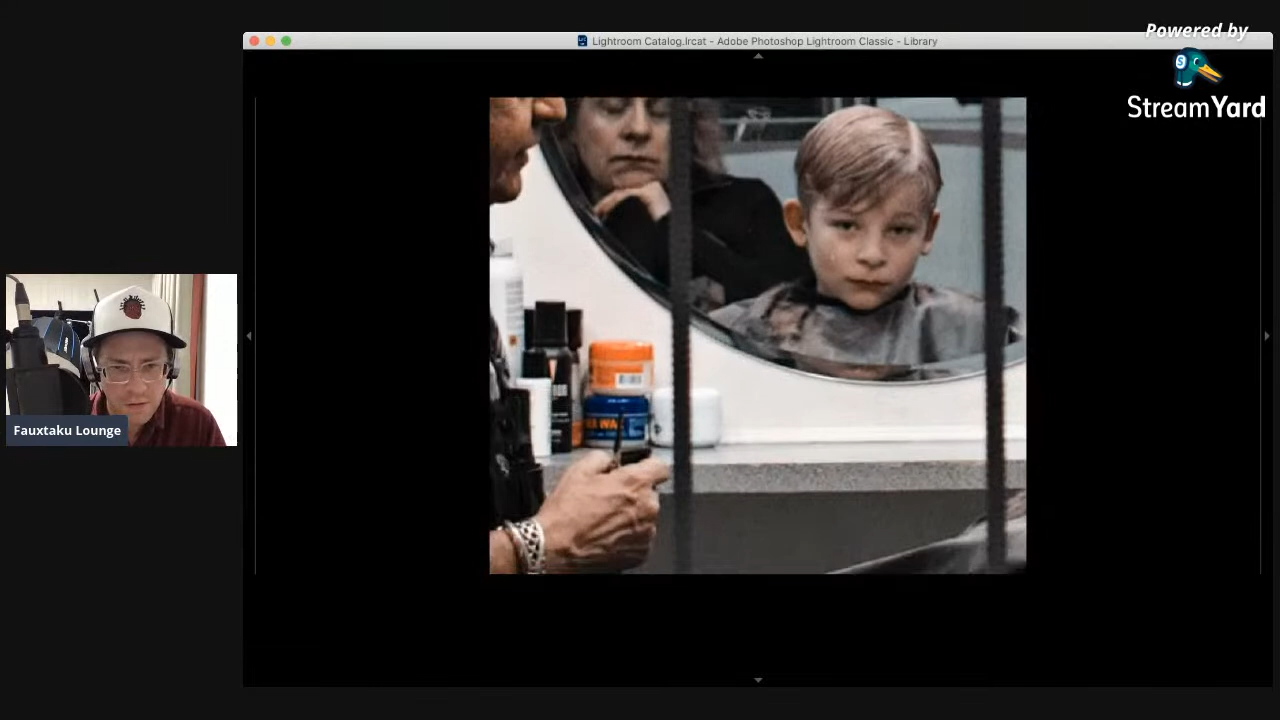 Lightroom Catalog.lrcat - Adobe Photoshop Lightroom Classic - Library
Powered by
StreamYard
Fauxtaku Lounge